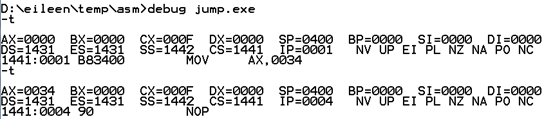 D:\eileen\temp\asm>debug jump.exe
-t
AX=0000 BX=0000 CX=000F DX=0000 SP=0400 BP=0000 SI=0000 DI=0000
DS=1431 ES=1431 SS=1442 CS=1441 IP=0001 NV UP EI PL NZ NA PO NC
1441:0001 B83400 MOV AX,0034
-t
AX=0034 BX=0000 CX=000F DX=0000 SP=0400 BP=0000 SI=0000 DI=0000
DS=1431 ES=1431 SS=1442 CS=1441 IP=0004 NV UP EI PL NZ NA PO NC
1441:0004 90 NOP